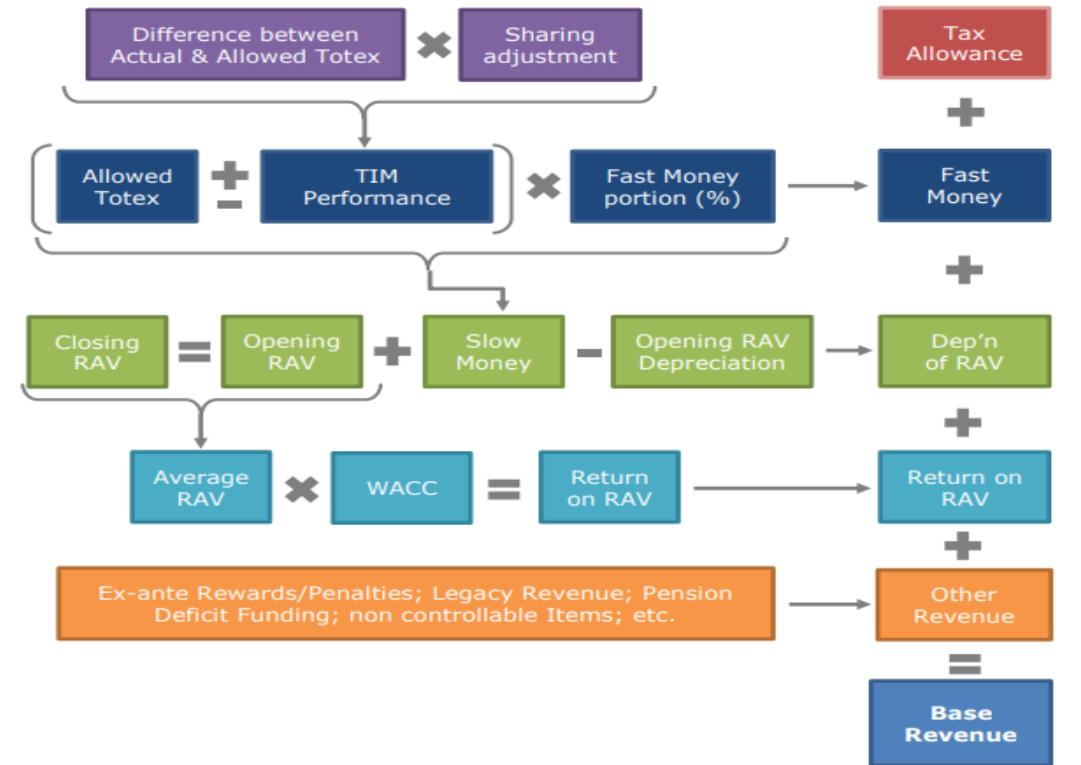 Difference between
Actual & Allowed Totex
Sharing
adjustment
Tax
Allowance
Allowed
Totex
TIM
Performance
Fast Money
portion (%)
Fast
Money
Closing
RAV
Opening
RAV
Slow
Money
Opening RAV
Depreciation
Dep'n
of RAV
Average
RAV
WACC
Return
on RAV
Return on
RAV
Ex-ante Rewards/Penalties; Legacy Revenue; Pension
Deficit Funding; non controllable Items; etc.
Other
Revenue
Base
Revenue